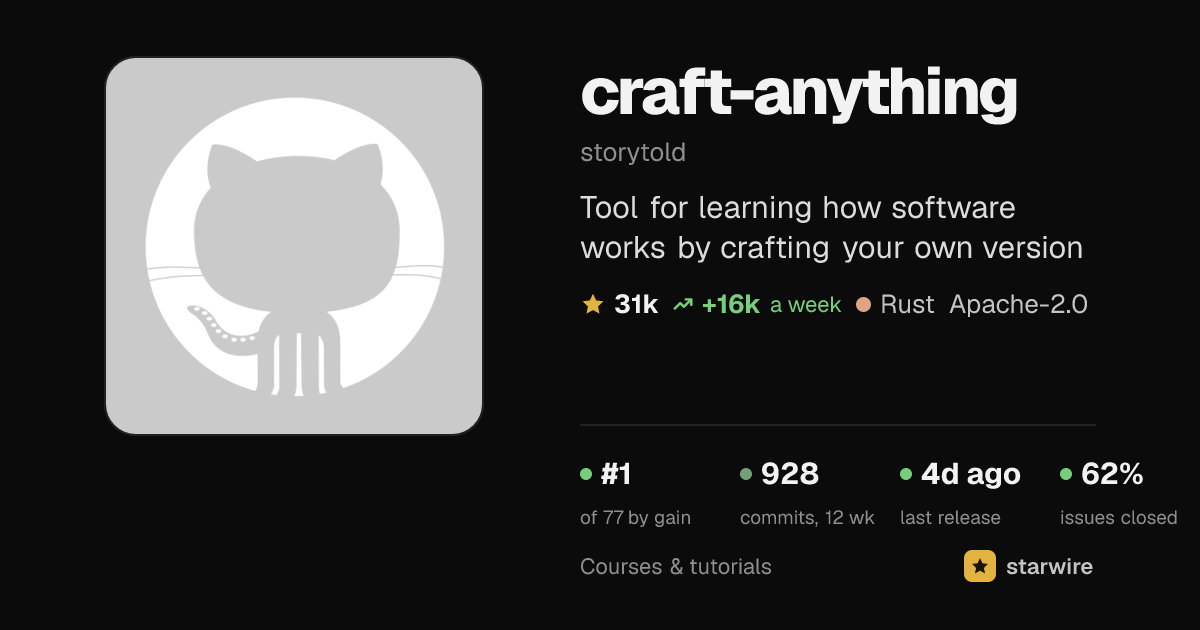 craft-anything
storytold
Tool for learning how software
works by crafting your own version
31k +16k a week Rust Apache-2.0
#1 928 4d ago 62%
of 77 by gain commits, 12 wk last release issues closed
Courses & tutorials starwire